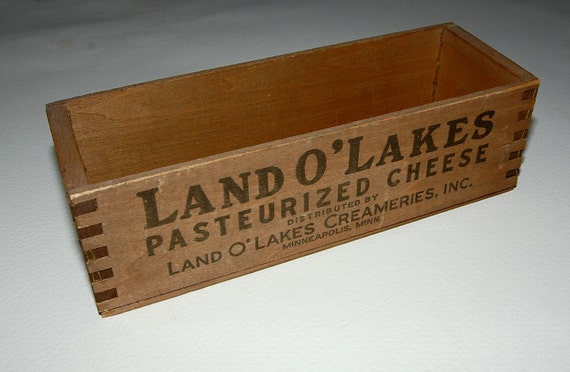 LAND O'LAKES
PASTEURIZED CHEESE
DISTRIBUTED BY
LAND O'LAKES CREAMERIES, INC.
MINNEAPOLIS, MINN.